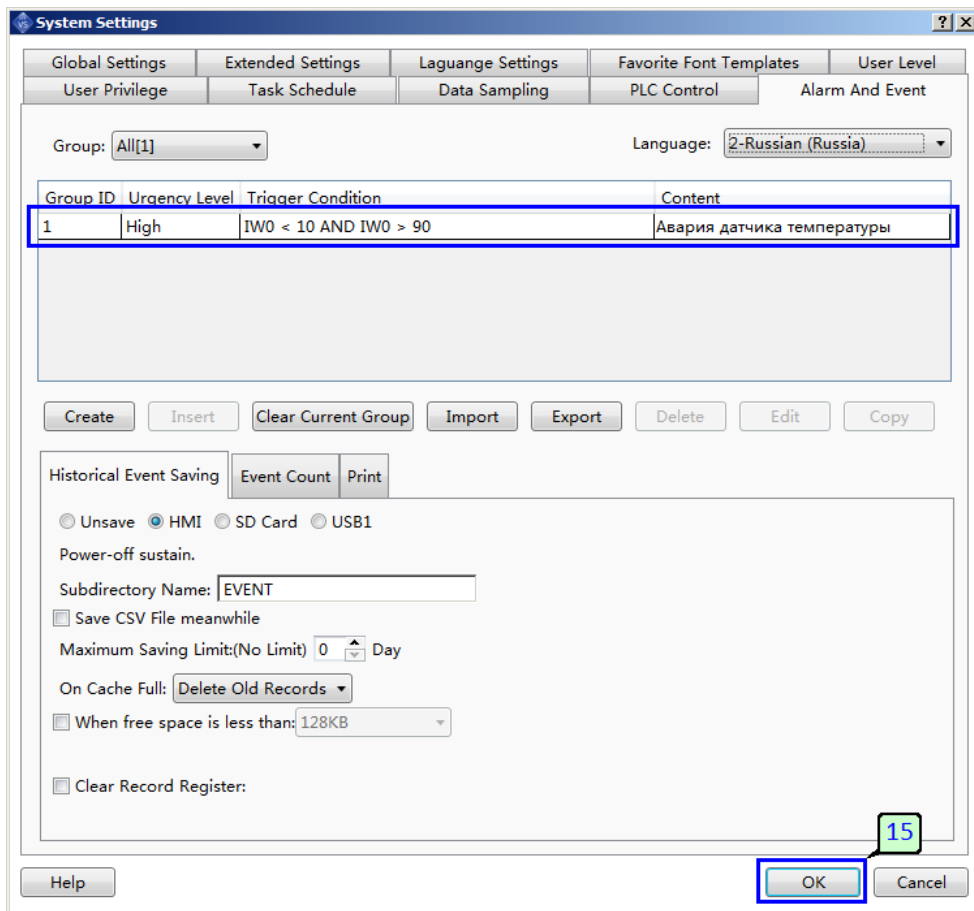 System Settings
Global Settings Extended Settings Laguange Settings Favorite Font Templates User Level
User Privilege Task Schedule Data Sampling PLC Control Alarm And Event
Group: All[1] Language: 2-Russian (Russia)
Group ID Urgency Level Trigger Condition Content
1 High IW0 < 10 AND IW0 > 90 Авария датчика температуры
Create Insert Clear Current Group Import Export Delete Edit Copy
Historical Event Saving Event Count Print
Unsave HMI SD Card USB1
Power-off sustain.
Subdirectory Name: EVENT
Save CSV File meanwhile
Maximum Saving Limit:(No Limit) 0 Day
On Cache Full: Delete Old Records
When free space is less than: 128KB
Clear Record Register:
15
Help OK Cancel